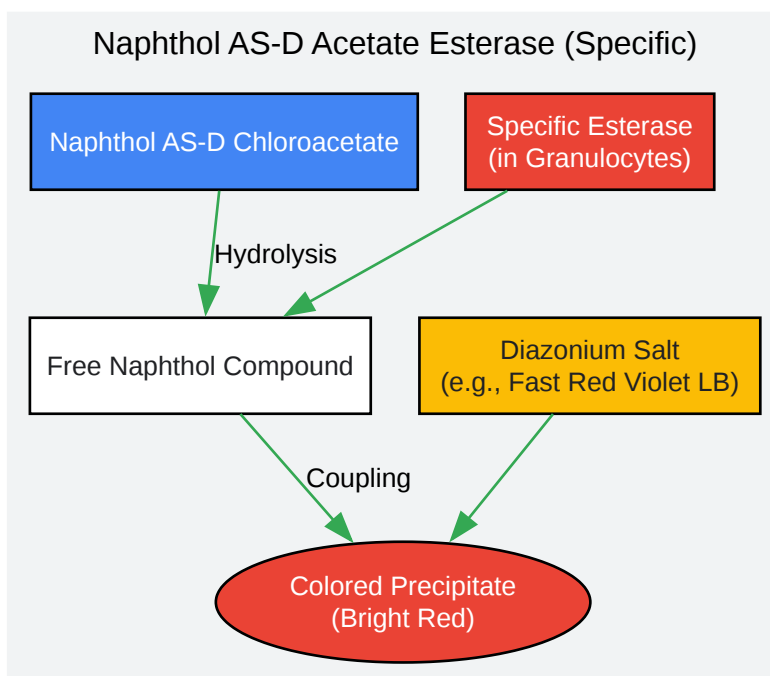 Naphthol AS-D Acetate Esterase (Specific)
Naphthol AS-D Chloroacetate
Specific Esterase
(in Granulocytes)
Hydrolysis
Free Naphthol Compound
Diazonium Salt
(e.g., Fast Red Violet LB)
Coupling
Colored Precipitate
(Bright Red)